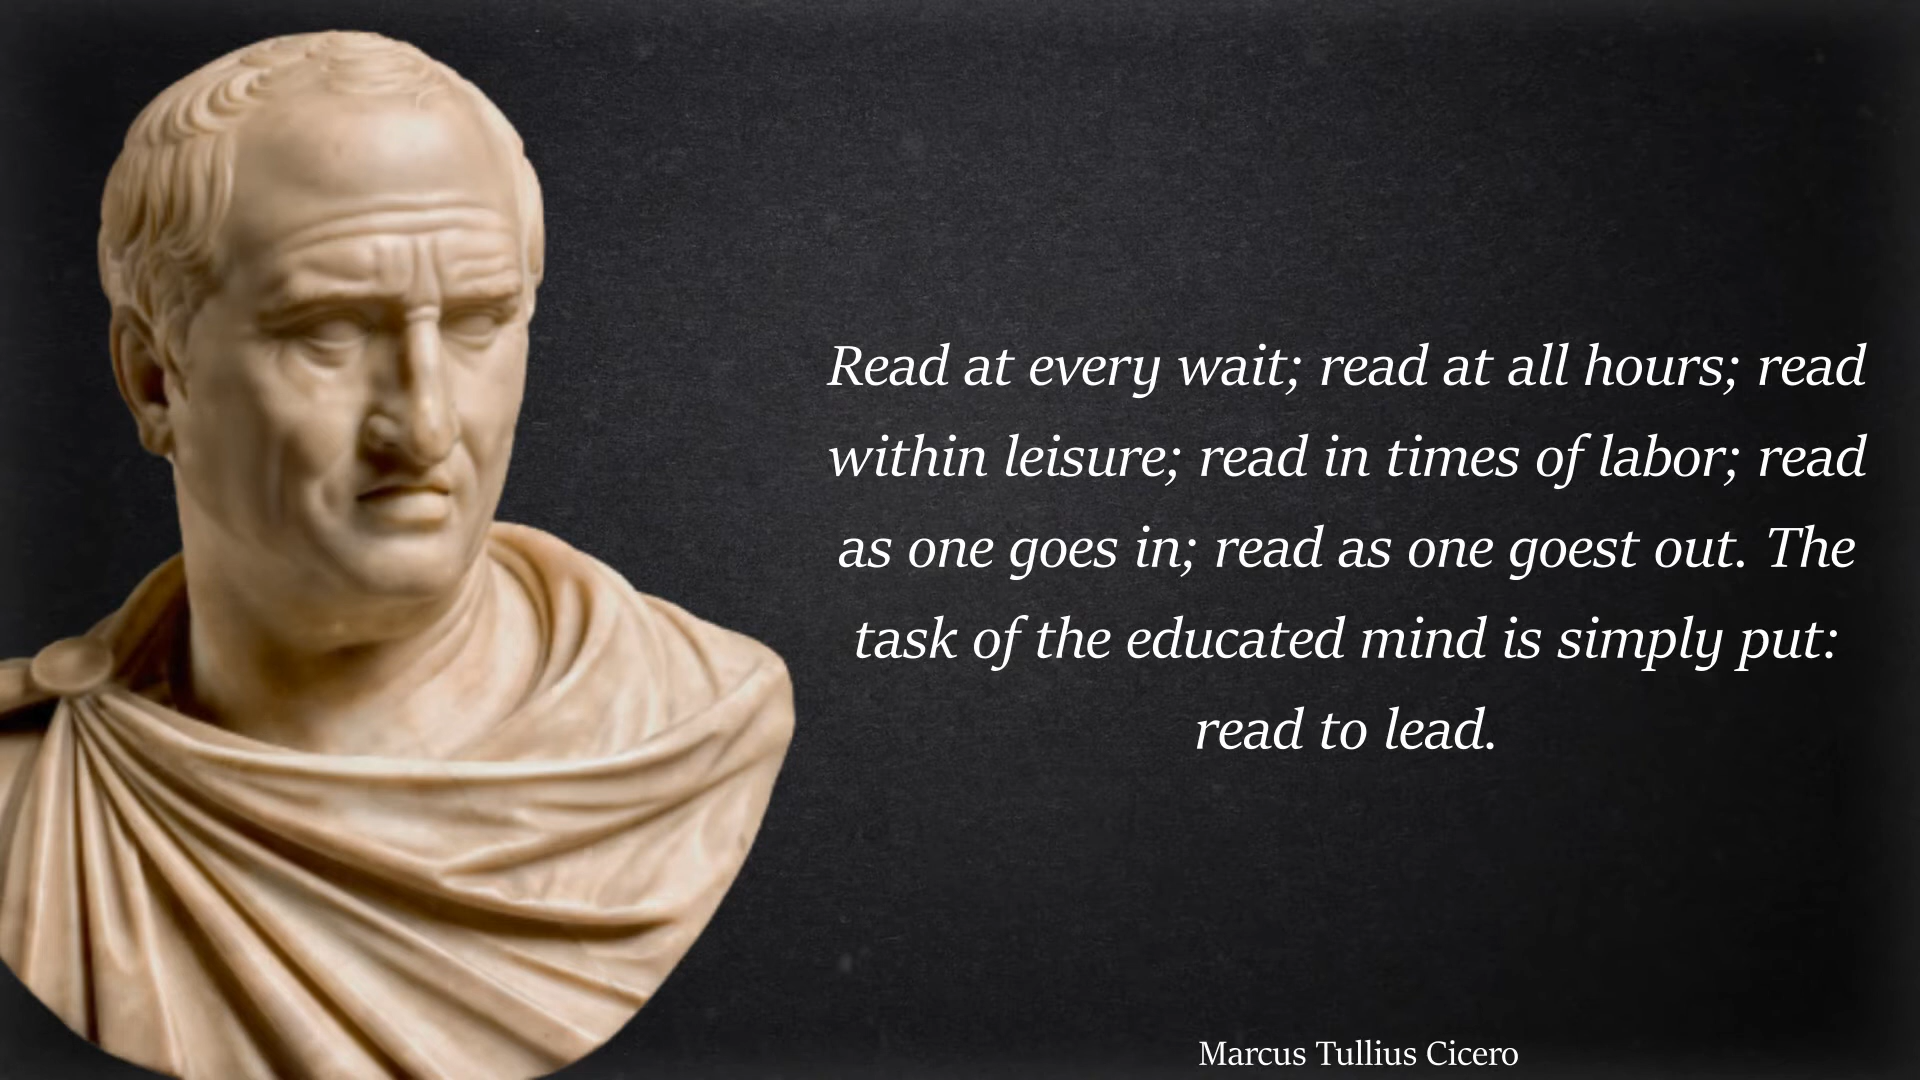 Read at every wait; read at all hours; read
within leisure; read in times of labor; read
as one goes in; read as one goest out. The
task of the educated mind is simply put:
read to lead.
Marcus Tullius Cicero